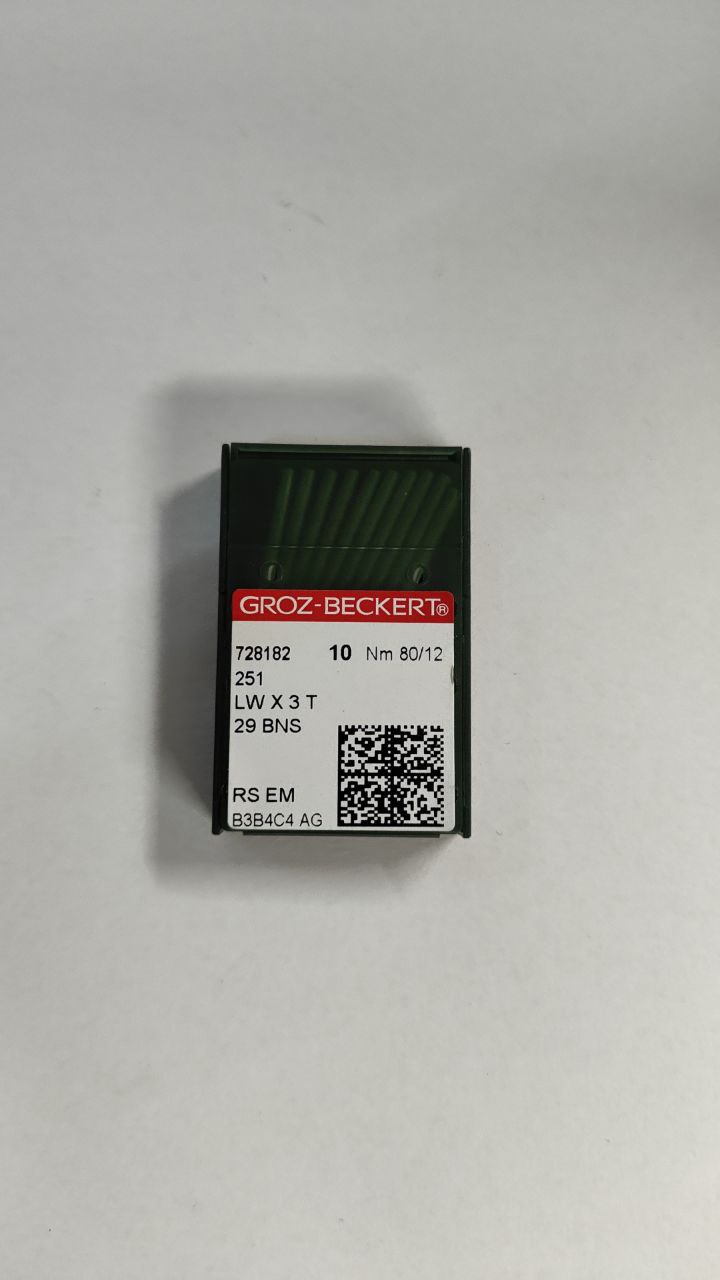 GROZ-BECKERT®
728182 10 Nm 80/12
251
LW X 3 T
29 BNS
RS EM
B3B4C4 AG